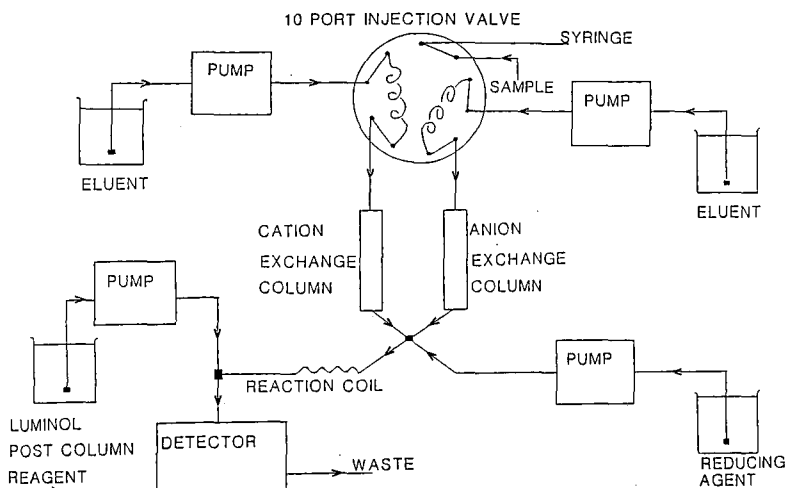 10 PORT INJECTION VALVE
SYRINGE
PUMP
SAMPLE
PUMP
ELUENT
ELUENT
CATION
EXCHANGE
COLUMN
ANION
EXCHANGE
COLUMN
PUMP
PUMP
REACTION COIL
LUMINOL
POST COLUMN
REAGENT
DETECTOR
WASTE
REDUCING
AGENT